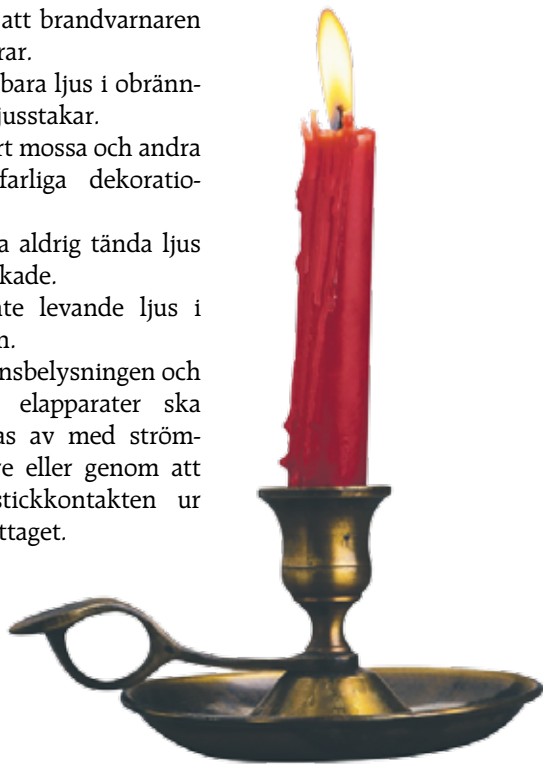 att brandvarnaren
rar.
bara ljus i obränn-
jusstakar.
rt mossa och andra
farliga dekoratio-
a aldrig tända ljus
kade.
nte levande ljus i
n.
nsbelysningen och
elapparater ska
as av med ström-
re eller genom att
stickkontakten ur
ttaget.